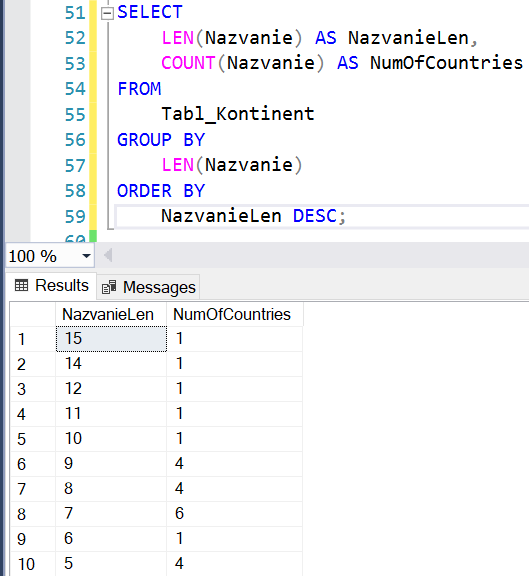 51 SELECT
52 LEN(Nazvanie) AS NazvanieLen,
53 COUNT(Nazvanie) AS NumOfCountries
54 FROM
55 Tabl_Kontinent
56 GROUP BY
57 LEN(Nazvanie)
58 ORDER BY
59 NazvanieLen DESC;
60
100 %
Results Messages
NazvanieLen NumOfCountries
1 15 1
2 14 1
3 12 1
4 11 1
5 10 1
6 9 4
7 8 4
8 7 6
9 6 1
10 5 4